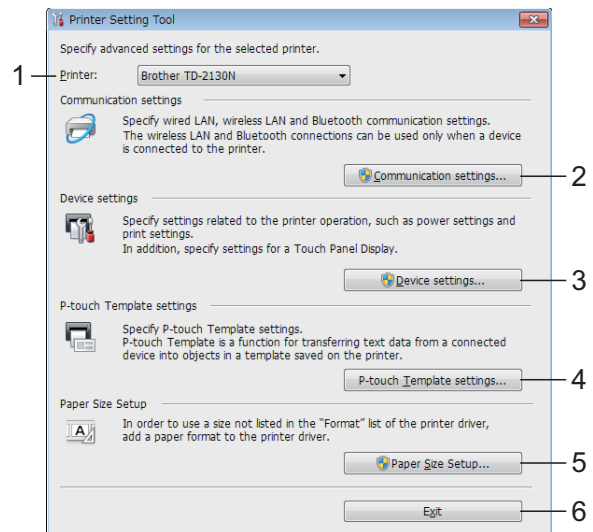 Printer Setting Tool
Specify advanced settings for the selected printer.
1 Printer: Brother TD-2130N
Communication settings
Specify wired LAN, wireless LAN and Bluetooth communication settings.
The wireless LAN and Bluetooth connections can be used only when a device
is connected to the printer.
Communication settings... 2
Device settings
Specify settings related to the printer operation, such as power settings and
print settings.
In addition, specify settings for a Touch Panel Display.
Device settings... 3
P-touch Template settings
Specify P-touch Template settings.
P-touch Template is a function for transferring text data from a connected
device into objects in a template saved on the printer.
P-touch Template settings... 4
Paper Size
Setup
In order to use a size not listed in the "Format" list of the printer driver,
add a paper format to the printer driver.
A
Paper Size Setup... 5
Exit 6